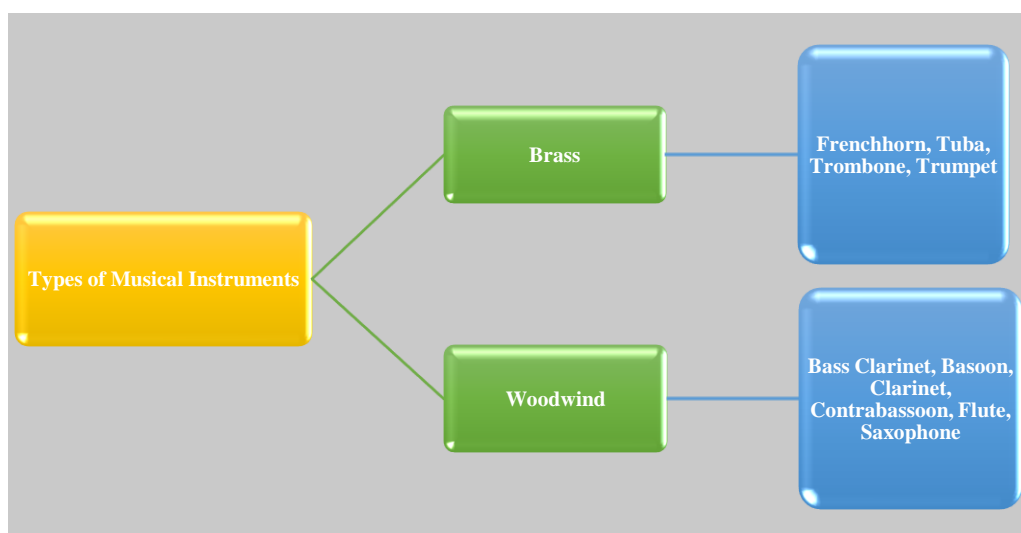 Types of Musical Instruments
Brass
Frenchhorn, Tuba,
Trombone, Trumpet
Woodwind
Bass Clarinet, Basoon,
Clarinet,
Contrabassoon, Flute,
Saxophone